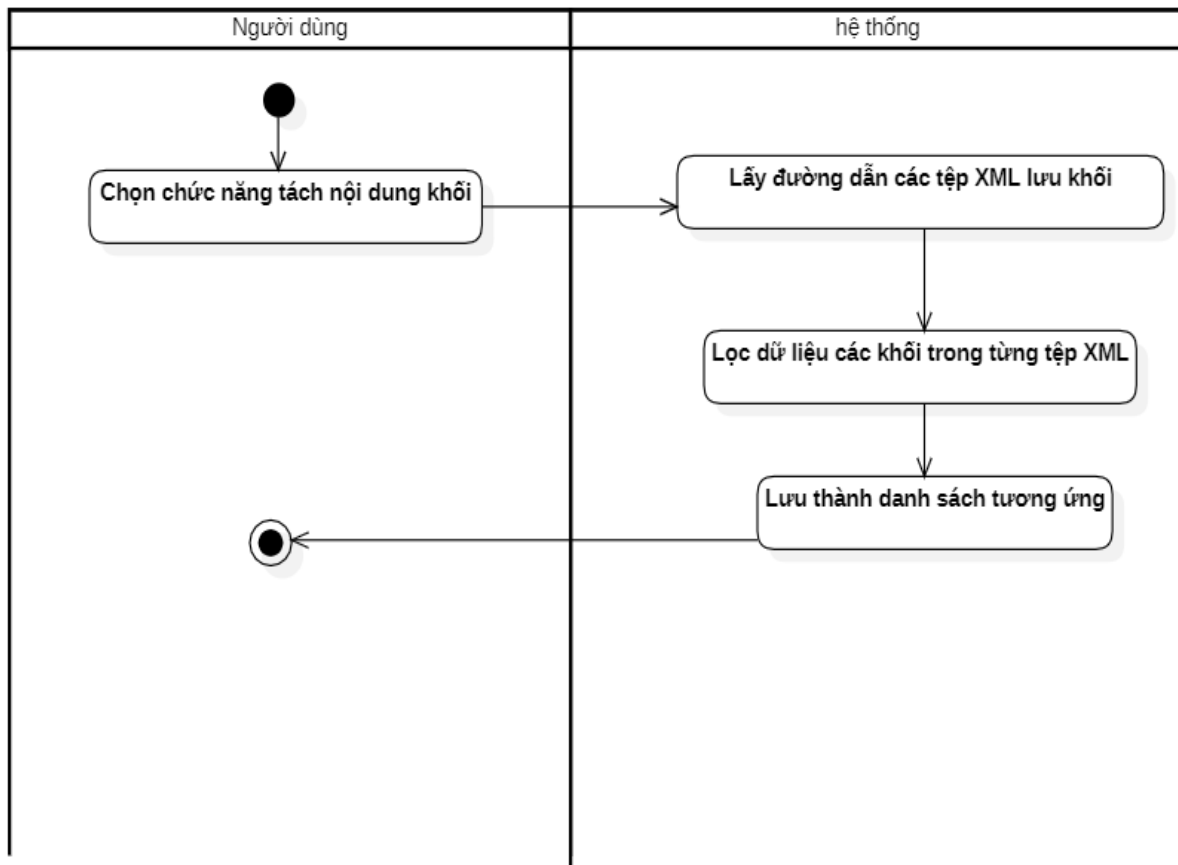 Người dùng
hệ thống
Chọn chức năng tách nội dung khối
Lấy đường dẫn các tệp XML lưu khối
Lọc dữ liệu các khối trong từng tệp XML
Lưu thành danh sách tương ứng